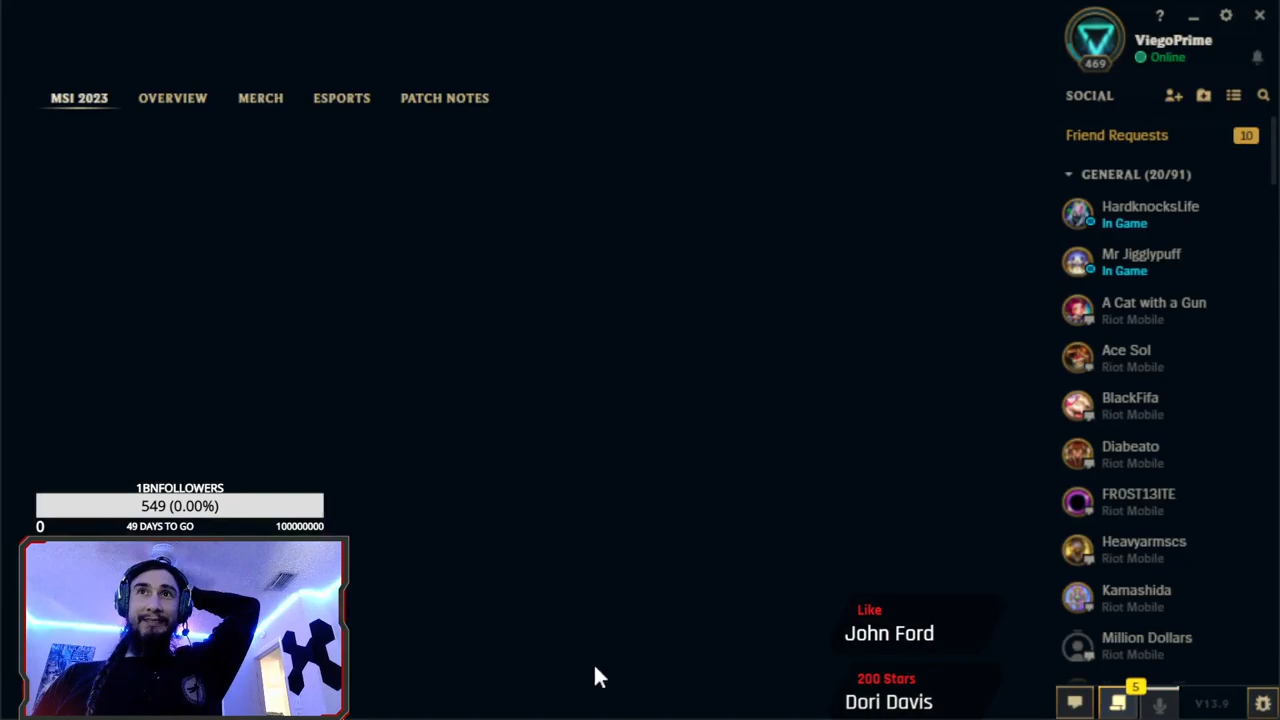 ?
ViegoPrime
Online
469
MSI 2023 OVERVIEW MERCH ESPORTS PATCH NOTES
SOCIAL
Friend Requests 10
GENERAL (20/91)
HardknocksLife
In Game
Mr Jigglypuff
In Game
A Cat with a Gun
Riot Mobile
Ace Sol
Riot Mobile
BlackFifa
Riot Mobile
Diabeato
Riot Mobile
FROST13ITE
Riot Mobile
Heavyarmscs
Riot Mobile
Kamashida
Riot Mobile
Million Dollars
Riot Mobile
5
V13.9
1BNFOLLOWERS
549 (0.00%)
0 49 DAYS TO GO 100000000
Like
John Ford
200 Stars
Dori Davis